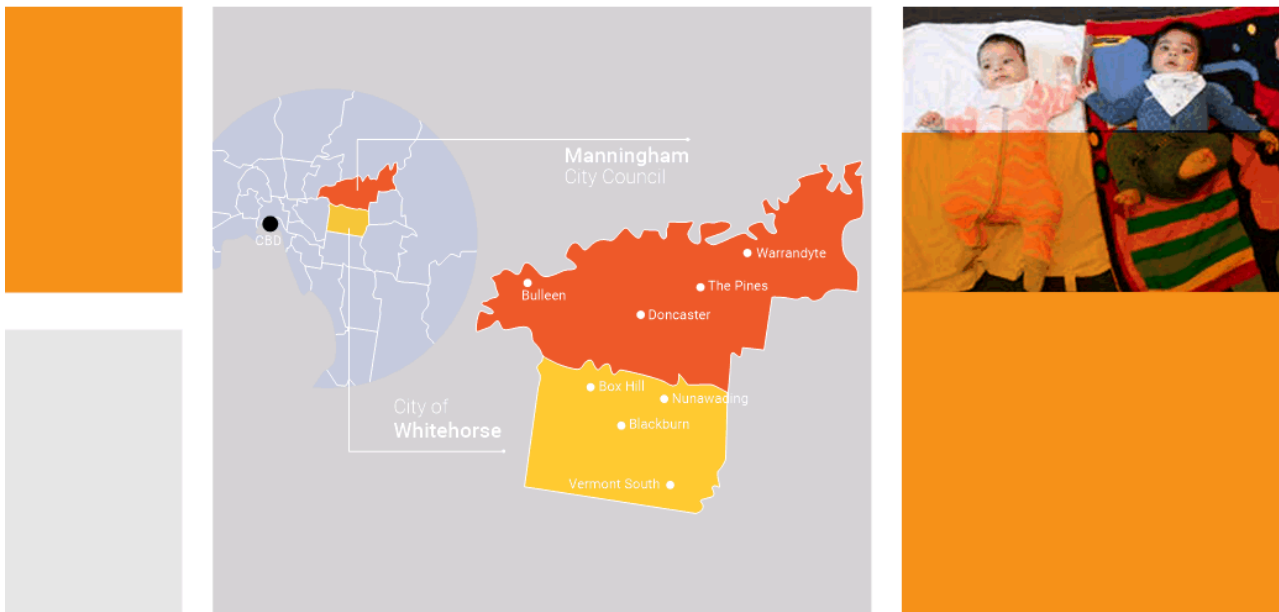 Manningham
City Council
CBD
Warrandyte
Bulleen
The Pines
Doncaster
Box Hill
Nunawading
City of
Whitehorse
Blackburn
Vermont South